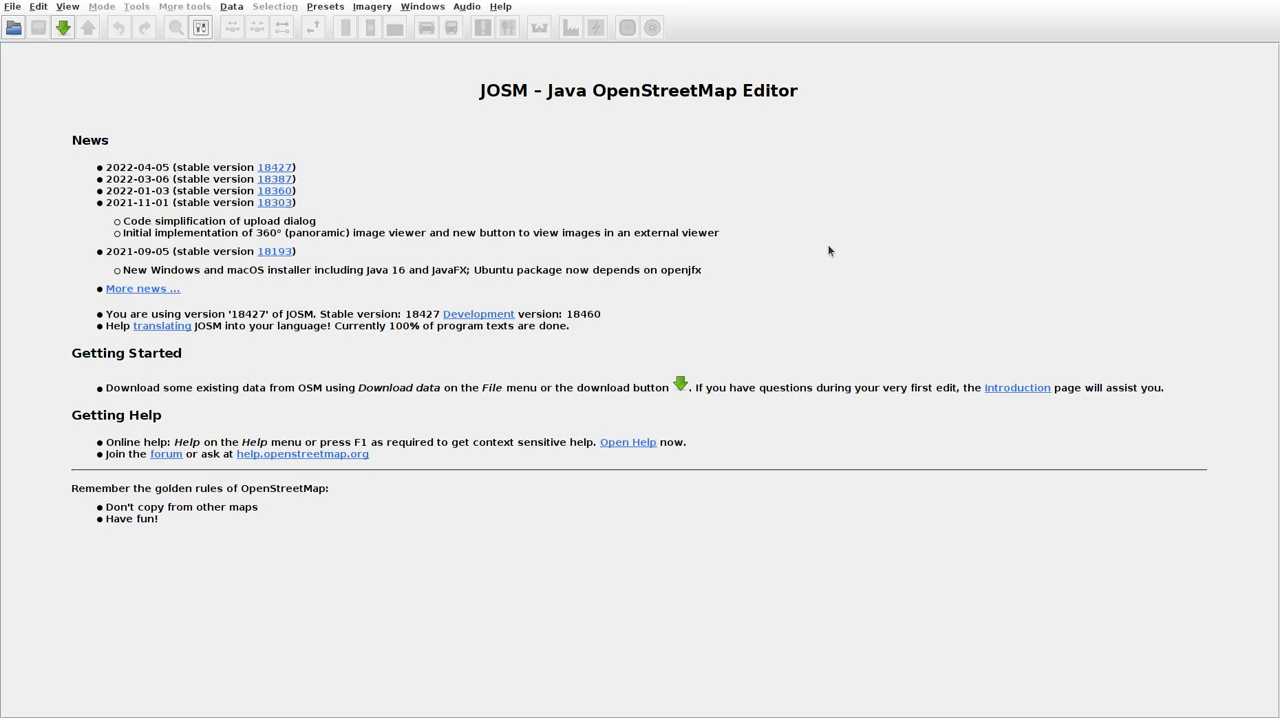 File Edit View Mode Tools More tools Data Selection Presets Imagery Windows Audio Help
JOSM – Java OpenStreetMap Editor
News
● 2022-04-05 (stable version 18427)
● 2022-03-06 (stable version 18387)
● 2022-01-03 (stable version 18360)
● 2021-11-01 (stable version 18303)
○ Code simplification of upload dialog
○ Initial implementation of 360° (panoramic) image viewer and new button to view images in an external viewer
● 2021-09-05 (stable version 18193)
○ New Windows and macOS installer including Java 16 and JavaFX; Ubuntu package now depends on openjfx
● More news ...
● You are using version '18427' of JOSM. Stable version: 18427 Development version: 18460
● Help translating JOSM into your language! Currently 100% of program texts are done.
Getting Started
● Download some existing data from OSM using Download data on the File menu or the download button . If you have questions during your very first edit, the Introduction page will assist you.
Getting Help
● Online help: Help on the Help menu or press F1 as required to get context sensitive help. Open Help now.
● Join the forum or ask at help.openstreetmap.org
Remember the golden rules of OpenStreetMap:
● Don't copy from other maps
● Have fun!